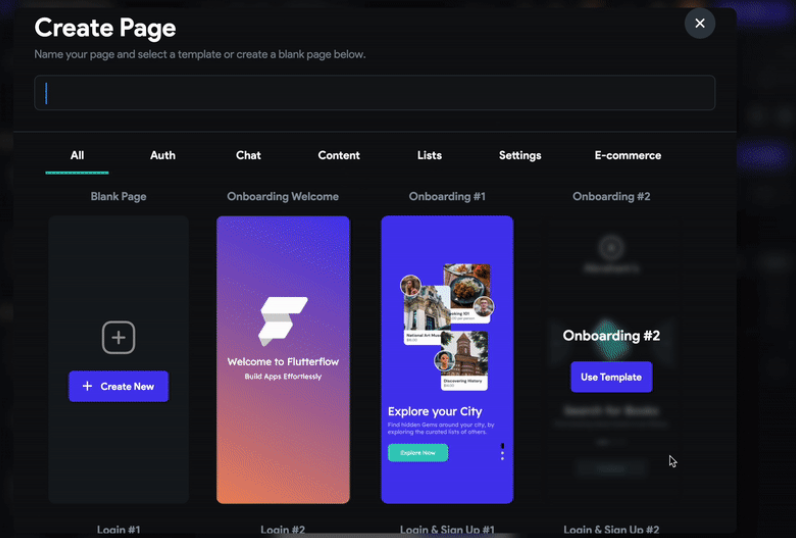 Create Page
Name your page and select a template or create a blank page below.
All
Auth
Chat
Content
Lists
Settings
E-commerce
Blank Page
Onboarding Welcome
Onboarding #1
Onboarding #2
Create New
Welcome to Flutterflow
Build Apps Effortlessly
National Art
Discovering History
Explore your City
Find hidden Gems around your city, by
exploring the curated lists of others.
Explore Now
Onboarding #2
Use Template
Search for Books
Login #1
Login #2
Login & Sign Up #1
Login & Sign Up #2